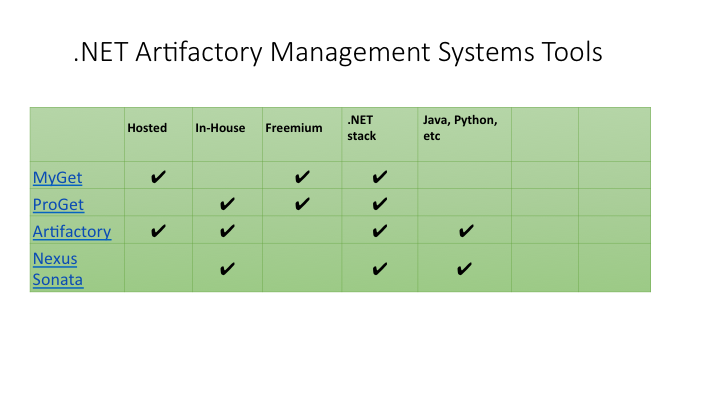 .NET Artifactory Management Systems Tools
Hosted In-House Freemium .NET stack Java, Python, etc
MyGet ✔ ✔ ✔
ProGet ✔ ✔ ✔
Artifactory ✔ ✔ ✔ ✔
Nexus Sonata ✔ ✔ ✔